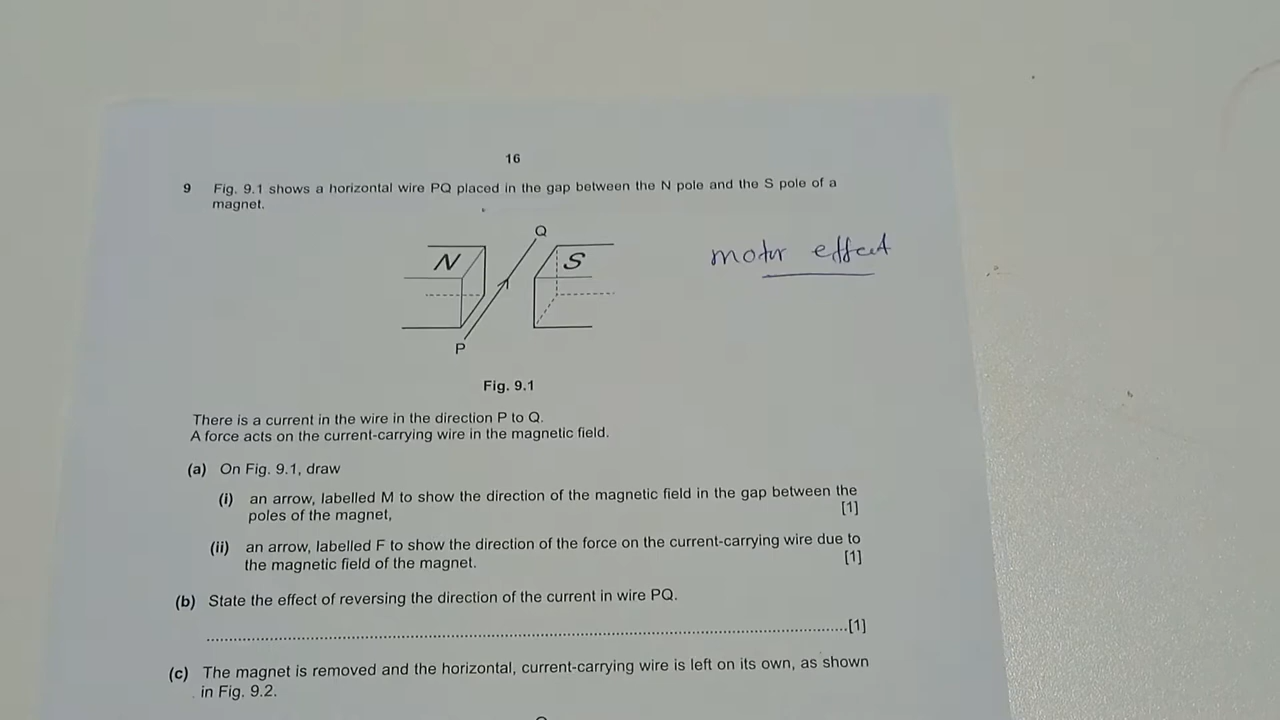 16
9 Fig. 9.1 shows a horizontal wire PQ placed in the gap between the N pole and the S pole of a
magnet.
Q
N
S
motor effect
P
Fig. 9.1
There is a current in the wire in the direction P to Q.
A force acts on the current-carrying wire in the magnetic field.
(a) On Fig. 9.1, draw
(i) an arrow, labelled M to show the direction of the magnetic field in the gap between the
poles of the magnet, [1]
(ii) an arrow, labelled F to show the direction of the force on the current-carrying wire due to
the magnetic field of the magnet. [1]
(b) State the effect of reversing the direction of the current in wire PQ.
..........................................................................................................[1]
(c) The magnet is removed and the horizontal, current-carrying wire is left on its own, as shown
in Fig. 9.2.